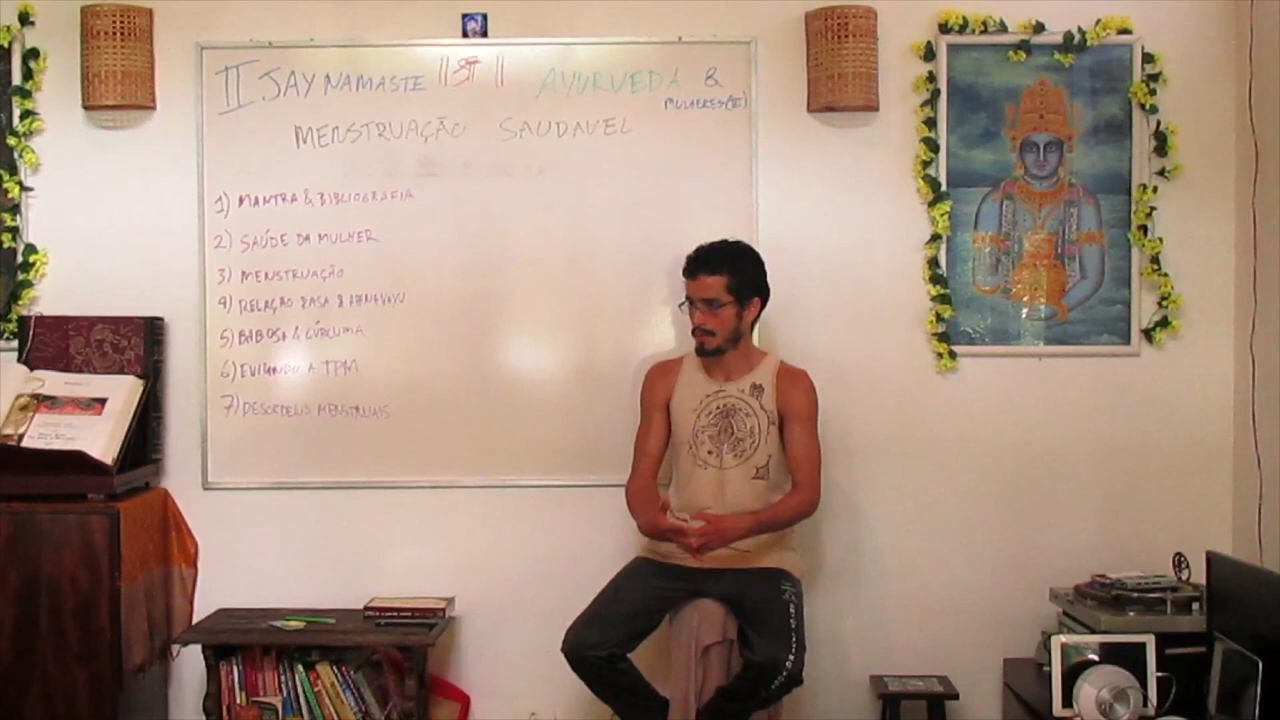 II JAY NAMASTE ॥श्री॥ AYURVEDA &
MULHERES (III)
MENSTRUAÇÃO SAUDAVEL
1) MANTRA & BIBLIOGRAFIA
2) SAÚDE DA MULHER
3) MENSTRUAÇÃO
4) RELAÇÃO RASA &
5) BABOSA & CÚRCUMA
6) EVITANDO A TPM
7) DESORDENS MENSTRUAIS